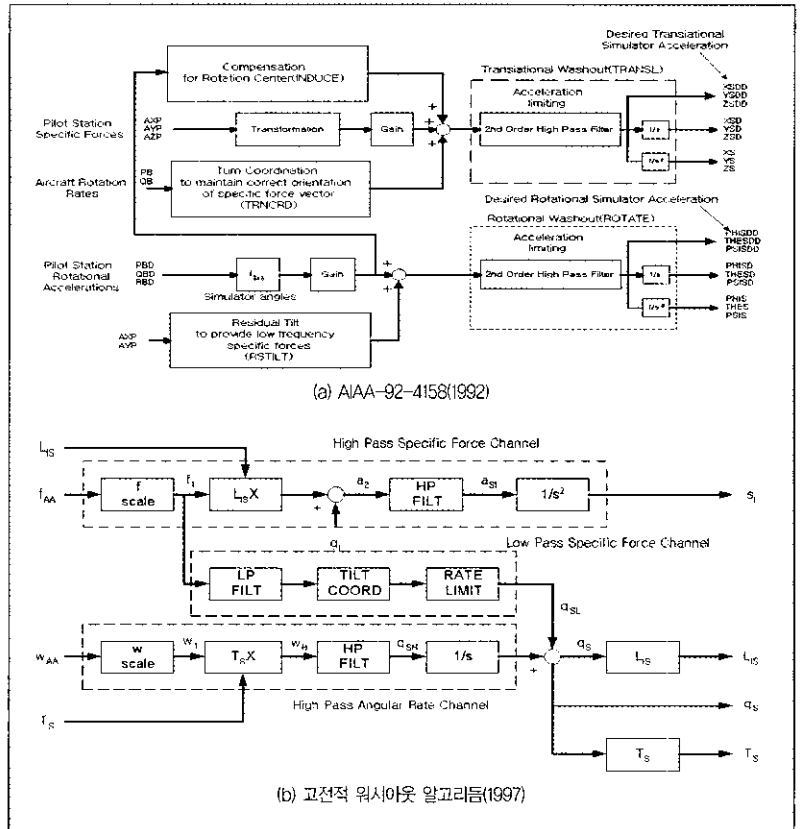 Desired Translational
Simulator Acceleration
Compensation
for Rotation Center(INDUCE)
Translational Washout(TRANSL)
Acceleration
limiting
XSDD
YSDD
ZSDD
Pilot Station
Specific Forces
AXP
AYP
AZP
Transformation
Gain
+
+
+
2nd Order High Pass Filter
1/s
XSD
YSD
ZSD
1/s²
XS
YS
ZS
Aircraft Rotation
Rates
PB
QB
Turn Coordination
to maintain correct orientation
of specific force vector
(TRNCRD)
Desired Rotational Simulator Acceleration
Rotational Washout(ROTATE)
Acceleration
limiting
PHISDD
THESDD
PSISDD
Pilot Station
Rotational
Accelerations
PBD
QBD
RBD
Gain
+
+
2nd Order High Pass Filter
1/s
PHISD
THESD
PSISD
Simulator angles
1/s²
PHIS
THES
PSIS
AXP
AYP
Residual Tilt
to provide low frequency
specific forces
(RSTILT)
(a) AIAA-92-4158(1992)
L_IS
High Pass Specific Force Channel
f_AA
f
scale
f_1
L_IS X
+
a_2
HP
FILT
a_SI
1/s²
S_I
g_I
Low Pass Specific Force Channel
LP
FILT
TILT
COORD
RATE
LIMIT
q_SL
w_AA
w
scale
w_1
T_S X
HP
FILT
q_SH
1/s
+
q_S
L_IS
L_IS
High Pass Angular Rate Channel
q_S
T_S
T_S
T_S
(b) 고전적 워시아웃 알고리듬(1997)